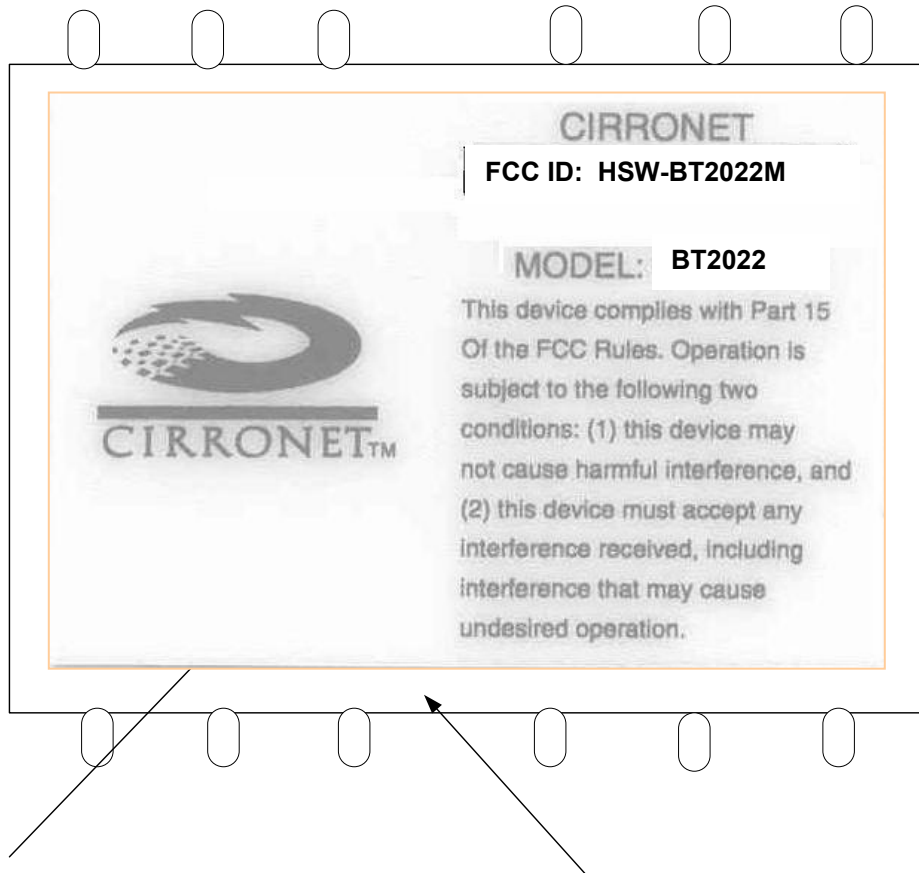 CIRRONET
FCC ID: HSW-BT2022M
MODEL: BT2022
This device complies with Part 15
Of the FCC Rules. Operation is
subject to the following two
conditions: (1) this device may
not cause harmful interference, and
(2) this device must accept any
interference received, including
interference that may cause
undesired operation.
CIRRONET™